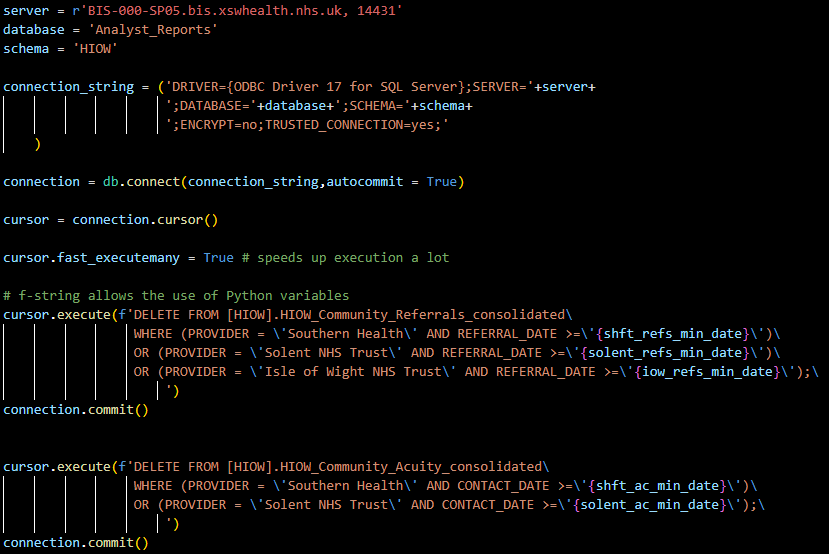 server = r'BIS-000-SP05.bis.xswhealth.nhs.uk, 14431'
database = 'Analyst_Reports'
schema = 'HIOW'
connection_string = ('DRIVER={ODBC Driver 17 for SQL Server};SERVER='+server+
';DATABASE='+database+';SCHEMA='+schema+
';ENCRYPT=no;TRUSTED_CONNECTION=yes;'
)
connection = db.connect(connection_string,autocommit = True)
cursor = connection.cursor()
cursor.fast_executemany = True # speeds up execution a lot
# f-string allows the use of Python variables
cursor.execute(f'DELETE FROM [HIOW].HIOW_Community_Referrals_consolidated\
WHERE (PROVIDER = \'Southern Health\' AND REFERRAL_DATE >=\'{shft_refs_min_date}\')\
OR (PROVIDER = \'Solent NHS Trust\' AND REFERRAL_DATE >=\'{solent_refs_min_date}\')\
OR (PROVIDER = \'Isle of Wight NHS Trust\' AND REFERRAL_DATE >=\'{iow_refs_min_date}\');\
')
connection.commit()
cursor.execute(f'DELETE FROM [HIOW].HIOW_Community_Acuity_consolidated\
WHERE (PROVIDER = \'Southern Health\' AND CONTACT_DATE >=\'{shft_ac_min_date}\')\
OR (PROVIDER = \'Solent NHS Trust\' AND CONTACT_DATE >=\'{solent_ac_min_date}\');\
')
connection.commit()